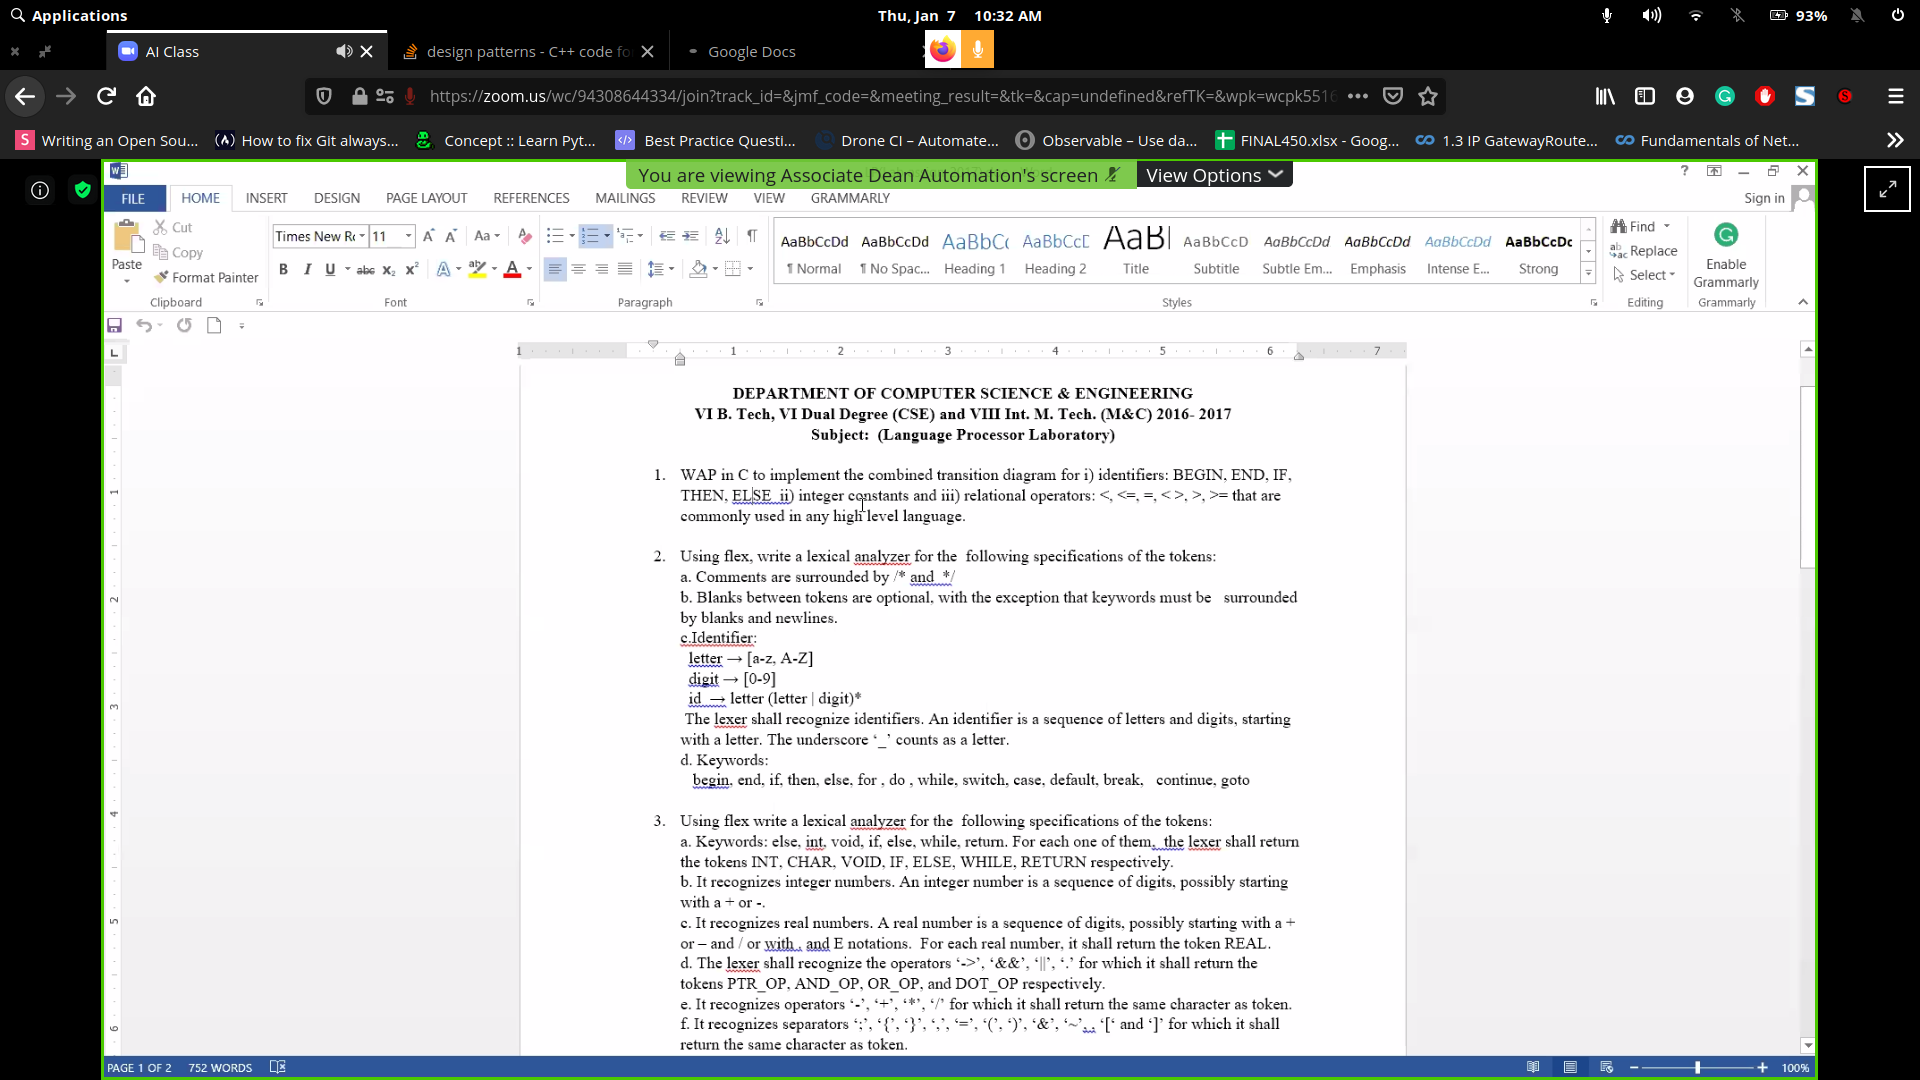 Applications
Thu, Jan 7 10:32 AM
93%
AI Class
design patterns - C++ code fo
Google Docs
https://zoom.us/wc/94308644334/join?track_id=&jmf_code=&meeting_result=&tk=&cap=undefined&refTK=&wpk=wcpk5516
Writing an Open Sou...
How to fix Git always...
Concept :: Learn Pyt...
Best Practice Questi...
Drone CI – Automate...
Observable – Use da...
FINAL450.xlsx - Goog...
1.3 IP GatewayRoute...
Fundamentals of Net...
You are viewing Associate Dean Automation's screen
View Options
FILE HOME INSERT DESIGN PAGE LAYOUT REFERENCES MAILINGS REVIEW VIEW GRAMMARLY
Sign in
Paste
Cut
Copy
Format Painter
Clipboard
Times New Ro 11
Font
Paragraph
AaBbCcDd AaBbCcDd AaBbCc AaBbCcD AaBl AaBbCcD AaBbCcDd AaBbCcDd AaBbCcDd AaBbCcDc
¶ Normal ¶ No Spac... Heading 1 Heading 2 Title Subtitle Subtle Em... Emphasis Intense E... Strong
Styles
Find
Replace
Select
Editing
Enable
Grammarly
Grammarly
1 1 2 3 4 5 6 7
DEPARTMENT OF COMPUTER SCIENCE & ENGINEERING
VI B. Tech, VI Dual Degree (CSE) and VIII Int. M. Tech. (M&C) 2016- 2017
Subject: (Language Processor Laboratory)
1. WAP in C to implement the combined transition diagram for i) identifiers: BEGIN, END, IF,
THEN, ELSE ii) integer constants and iii) relational operators: <, <=, =, < >, >, >= that are
commonly used in any high level language.
2. Using flex, write a lexical analyzer for the following specifications of the tokens:
a. Comments are surrounded by /* and */
b. Blanks between tokens are optional, with the exception that keywords must be surrounded
by blanks and newlines.
c.Identifier:
letter → [a-z, A-Z]
digit → [0-9]
id → letter (letter | digit)*
The lexer shall recognize identifiers. An identifier is a sequence of letters and digits, starting
with a letter. The underscore ‘_’ counts as a letter.
d. Keywords:
begin, end, if, then, else, for , do , while, switch, case, default, break, continue, goto
3. Using flex write a lexical analyzer for the following specifications of the tokens:
a. Keywords: else, int, void, if, else, while, return. For each one of them, the lexer shall return
the tokens INT, CHAR, VOID, IF, ELSE, WHILE, RETURN respectively.
b. It recognizes integer numbers. An integer number is a sequence of digits, possibly starting
with a + or -.
c. It recognizes real numbers. A real number is a sequence of digits, possibly starting with a +
or – and / or with . and E notations. For each real number, it shall return the token REAL.
d. The lexer shall recognize the operators ‘->’, ‘&&’, ‘||’, ‘.’ for which it shall return the
tokens PTR_OP, AND_OP, OR_OP, and DOT_OP respectively.
e. It recognizes operators ‘-’, ‘+’, ‘*’, ‘/’ for which it shall return the same character as token.
f. It recognizes separators ‘;’, ‘{’, ‘}’, ‘,’, ‘=’, ‘(’, ‘)’, ‘&’, ‘~’, , ‘[‘ and ‘]’ for which it shall
return the same character as token.
PAGE 1 OF 2 752 WORDS
100%